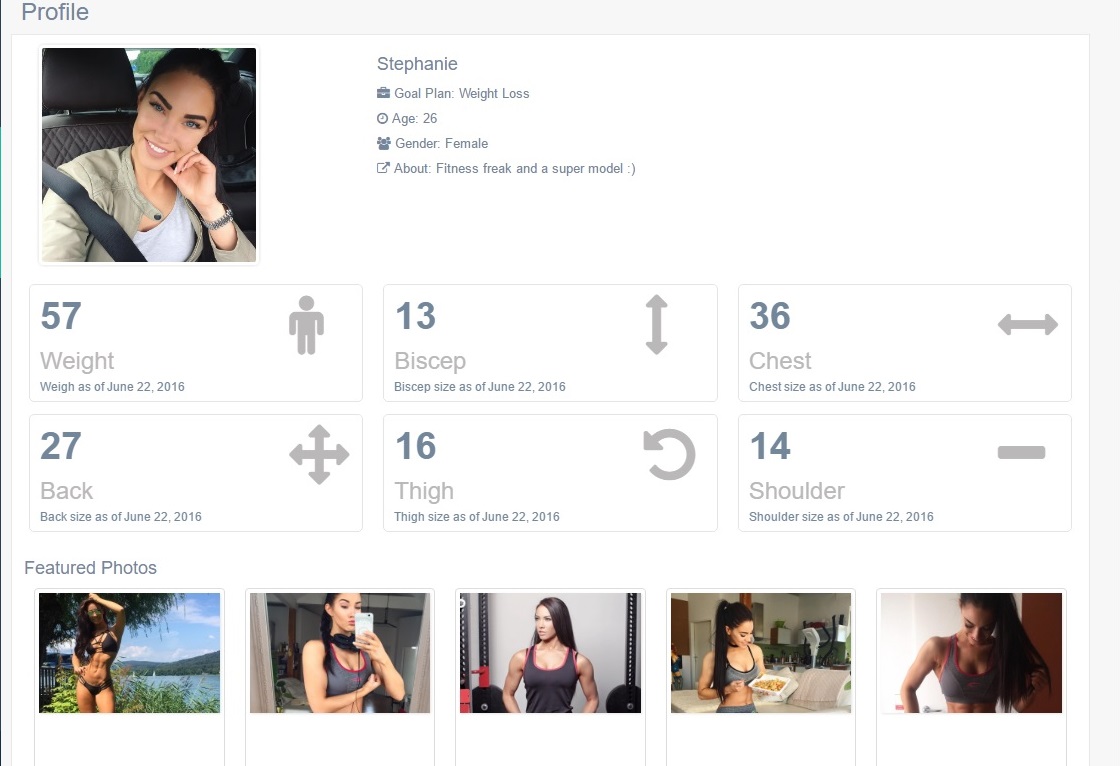 Profile
Stephanie
Goal Plan: Weight Loss
Age: 26
Gender: Female
About: Fitness freak and a super model :)
57
Weight
Weigh as of June 22, 2016
13
Biscep
Biscep size as of June 22, 2016
36
Chest
Chest size as of June 22, 2016
27
Back
Back size as of June 22, 2016
16
Thigh
Thigh size as of June 22, 2016
14
Shoulder
Shoulder size as of June 22, 2016
Featured Photos